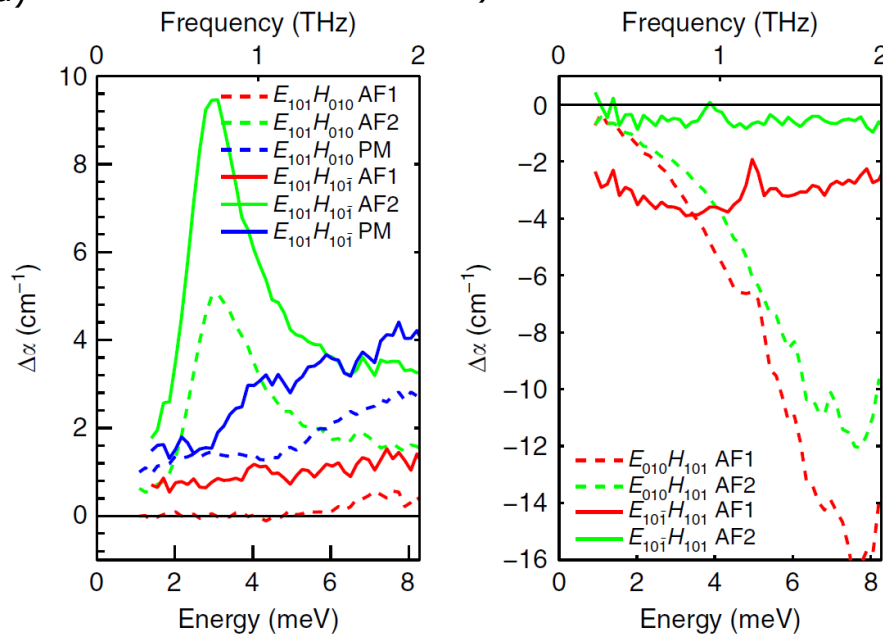 Frequency (THz)
0 1 2
10
8
6
4
2
0
Δα (cm⁻¹)
E₁₀₁H₀₁₀ AF1
E₁₀₁H₀₁₀ AF2
E₁₀₁H₀₁₀ PM
E₁₀₁H₁₀1̄ AF1
E₁₀₁H₁₀1̄ AF2
E₁₀₁H₁₀1̄ PM
0 2 4 6 8
Energy (meV)
Frequency (THz)
0 1 2
0
−2
−4
−6
−8
−10
−12
−14
−16
Δα (cm⁻¹)
E₀₁₀H₁₀₁ AF1
E₀₁₀H₁₀₁ AF2
E₁₀1̄H₁₀₁ AF1
E₁₀1̄H₁₀₁ AF2
0 2 4 6 8
Energy (meV)